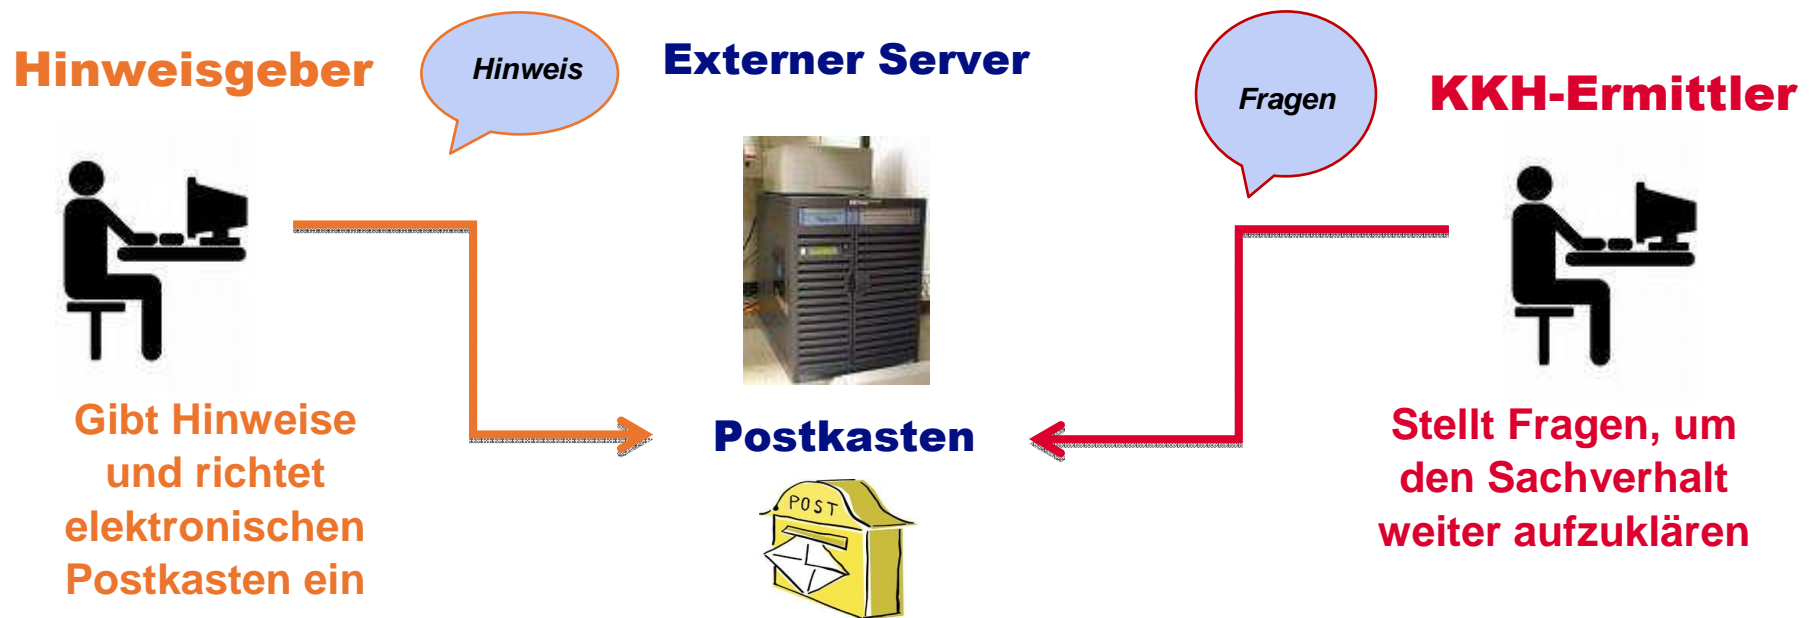 Hinweisgeber
Hinweis
Externer Server
Fragen
KKH-Ermittler
Gibt Hinweise
und richtet
elektronischen
Postkasten ein
Postkasten
POST
Stellt Fragen, um
den Sachverhalt
weiter aufzuklären